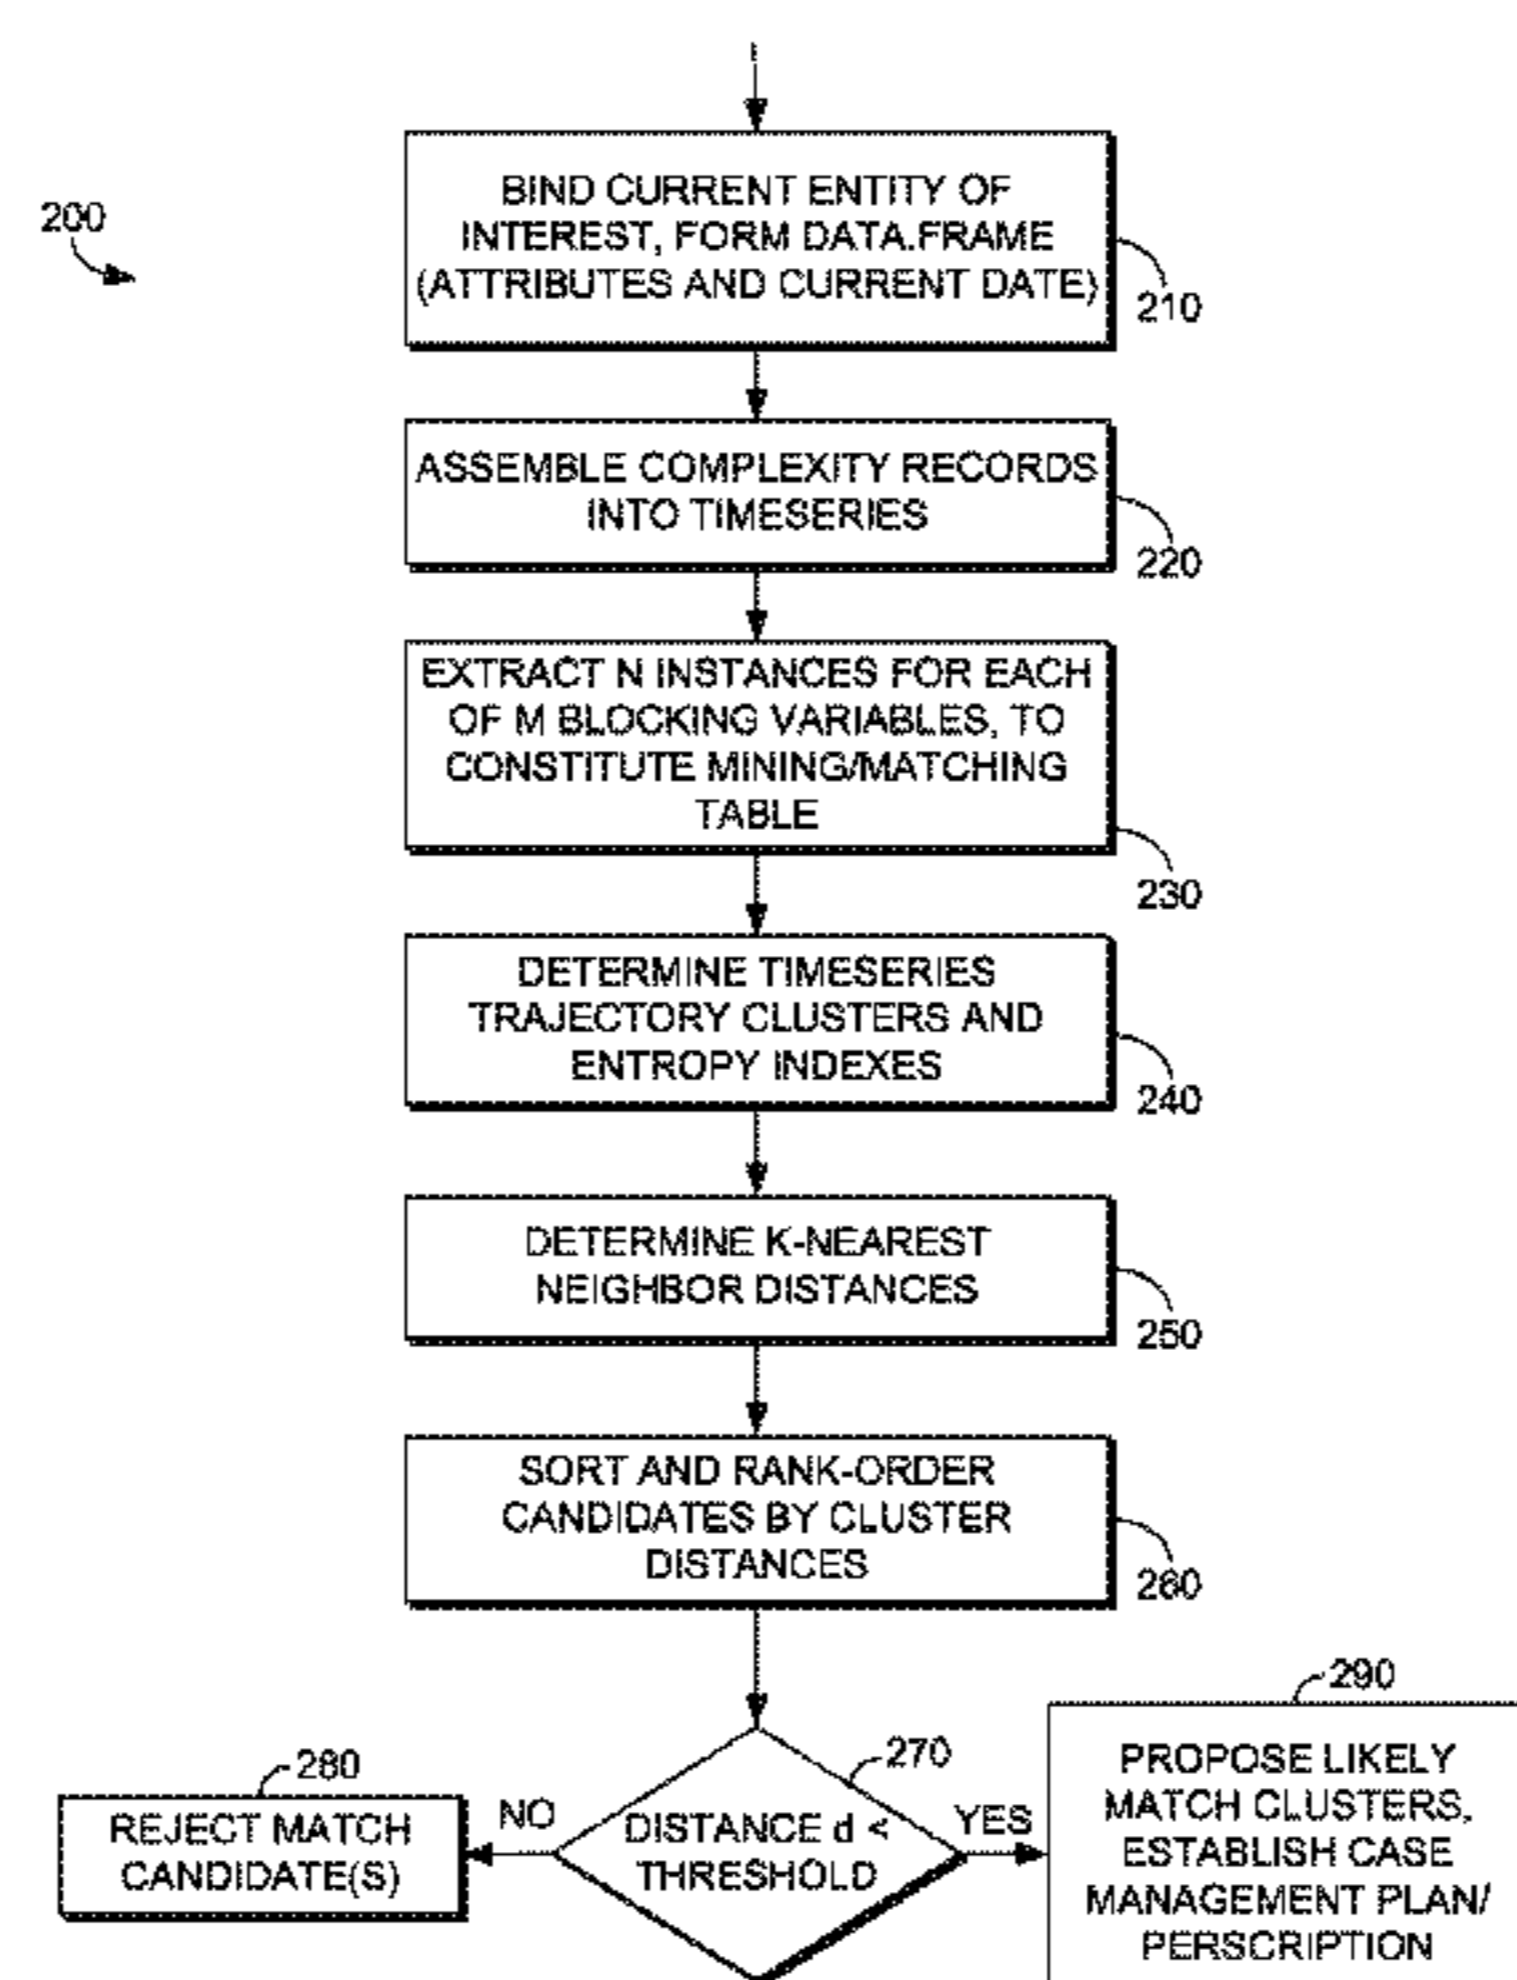 200
BIND CURRENT ENTITY OF
INTEREST, FORM DATA.FRAME
(ATTRIBUTES AND CURRENT DATE)
210
ASSEMBLE COMPLEXITY RECORDS
INTO TIMESERIES
220
EXTRACT N INSTANCES FOR EACH
OF M BLOCKING VARIABLES, TO
CONSTITUTE MINING/MATCHING
TABLE
230
DETERMINE TIMESERIES
TRAJECTORY CLUSTERS AND
ENTROPY INDEXES
240
DETERMINE K-NEAREST
NEIGHBOR DISTANCES
250
SORT AND RANK-ORDER
CANDIDATES BY CLUSTER
DISTANCES
260
270
DISTANCE d <
THRESHOLD
NO
280
REJECT MATCH
CANDIDATE(S)
YES
290
PROPOSE LIKELY
MATCH CLUSTERS,
ESTABLISH CASE
MANAGEMENT PLAN/
PERSCRIPTION